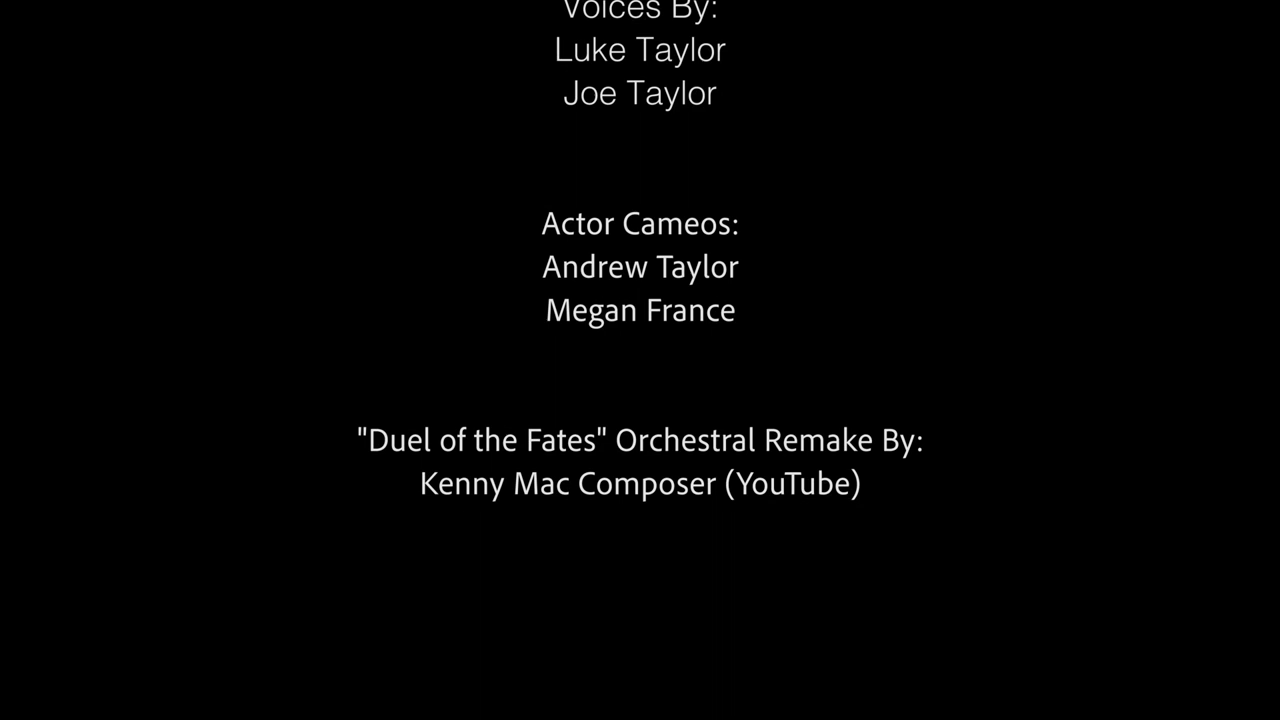 Voices By:
Luke Taylor
Joe Taylor
Actor Cameos:
Andrew Taylor
Megan France
"Duel of the Fates" Orchestral Remake By:
Kenny Mac Composer (YouTube)